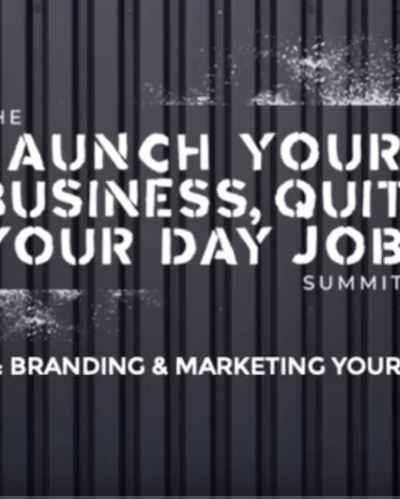 HE
AUNCH YOUR
BUSINESS, QUIT
YOUR DAY JOB
SUMMIT
: BRANDING & MARKETING YOUR